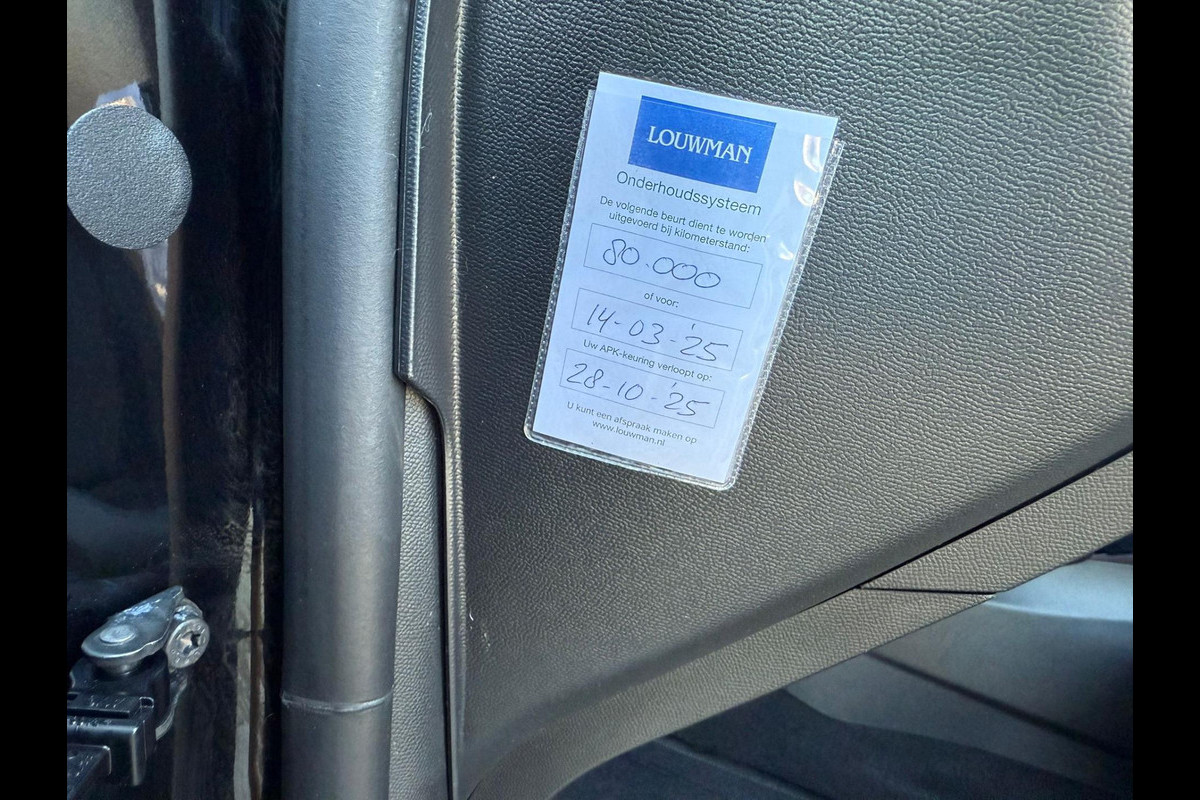 LOUWMAN
Onderhoudssysteem
De volgende beurt dient te worden
uitgevoerd bij kilometerstand:
80.000
of voor:
14-03-'25
Uw APK-keuring verloopt op:
28-10-'25
U kunt een afspraak maken op
www.louwman.nl